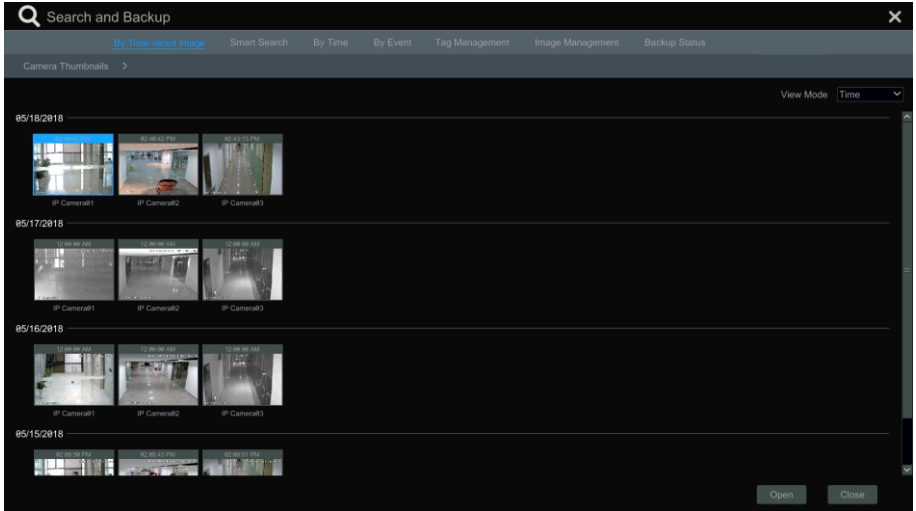 Search and Backup
By Time-sliced Image Smart Search By Time By Event Tag Management Image Management Backup Status
Camera Thumbnails >
View Mode Time
05/18/2018
02:40:42 PM 02:43:13 PM
IP Camera01 IP Camera02 IP Camera03
05/17/2018
12:00:00 AM 12:00:00 AM 12:00:00 AM
IP Camera01 IP Camera02 IP Camera03
05/16/2018
12:00:00 AM 12:00:00 AM 12:00:00 AM
IP Camera01 IP Camera02 IP Camera03
05/15/2018
Open Close